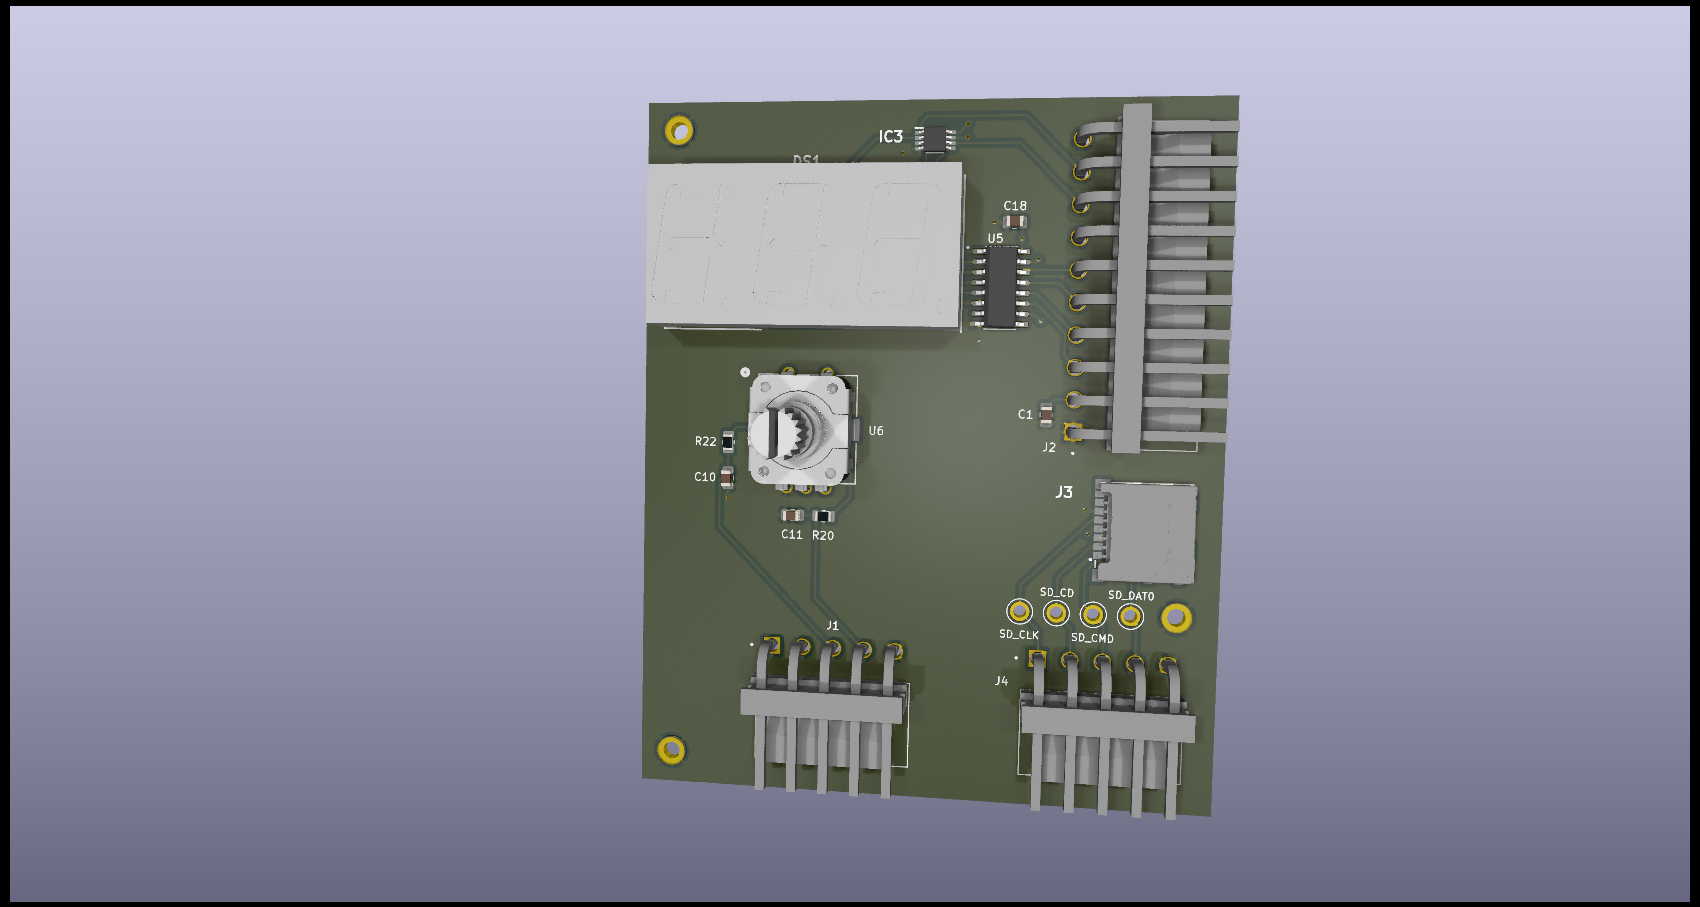 IC3
DS1
C18
U5
C1
J2
R22
U6
C10
J3
C11 R20
SD_CD
SD_DAT0
SD_CLK
SD_CMD
J1
J4